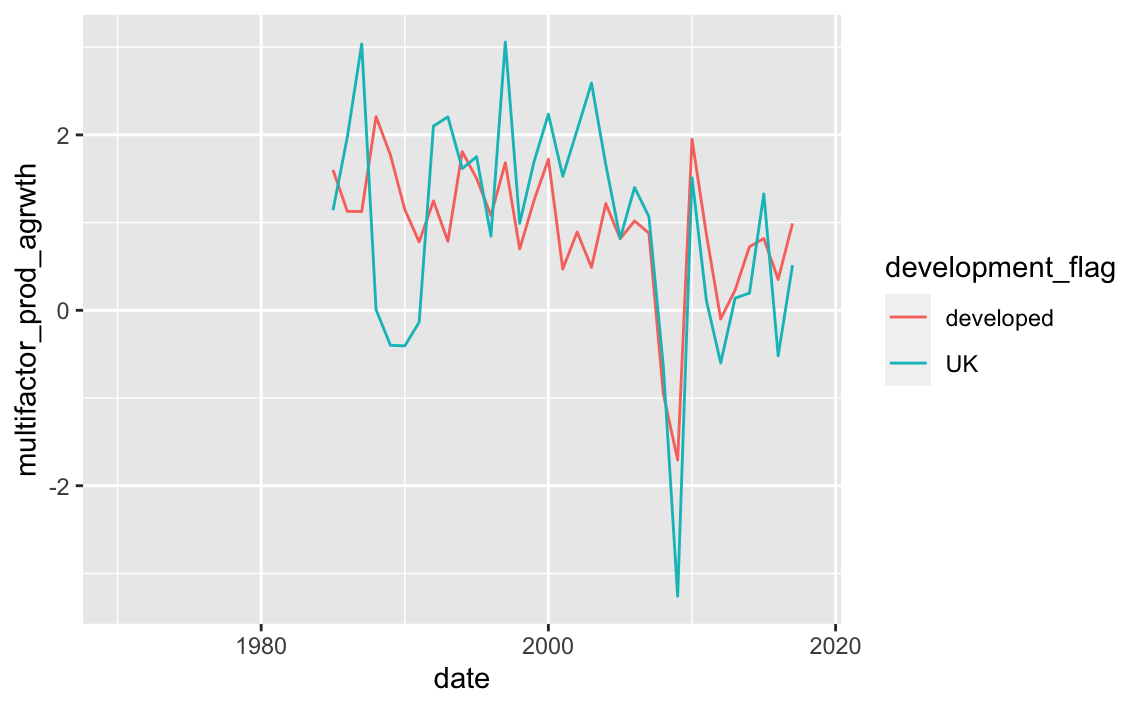 multifactor_prod_agrwth
2
0
-2
1980
2000
2020
date
development_flag
developed
UK